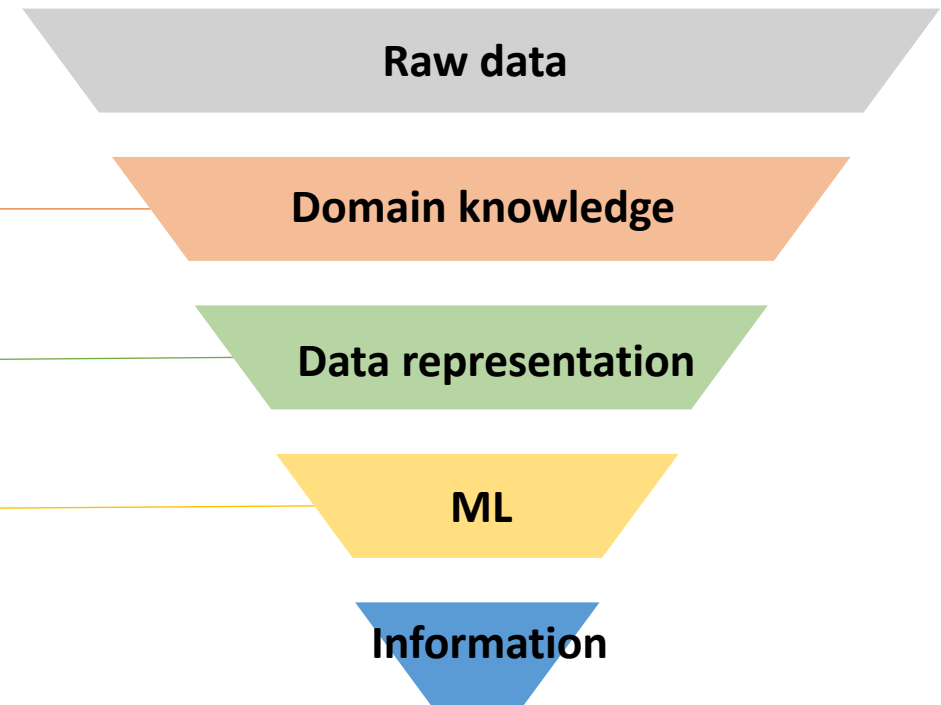 Raw data
Domain knowledge
Data representation
ML
Information